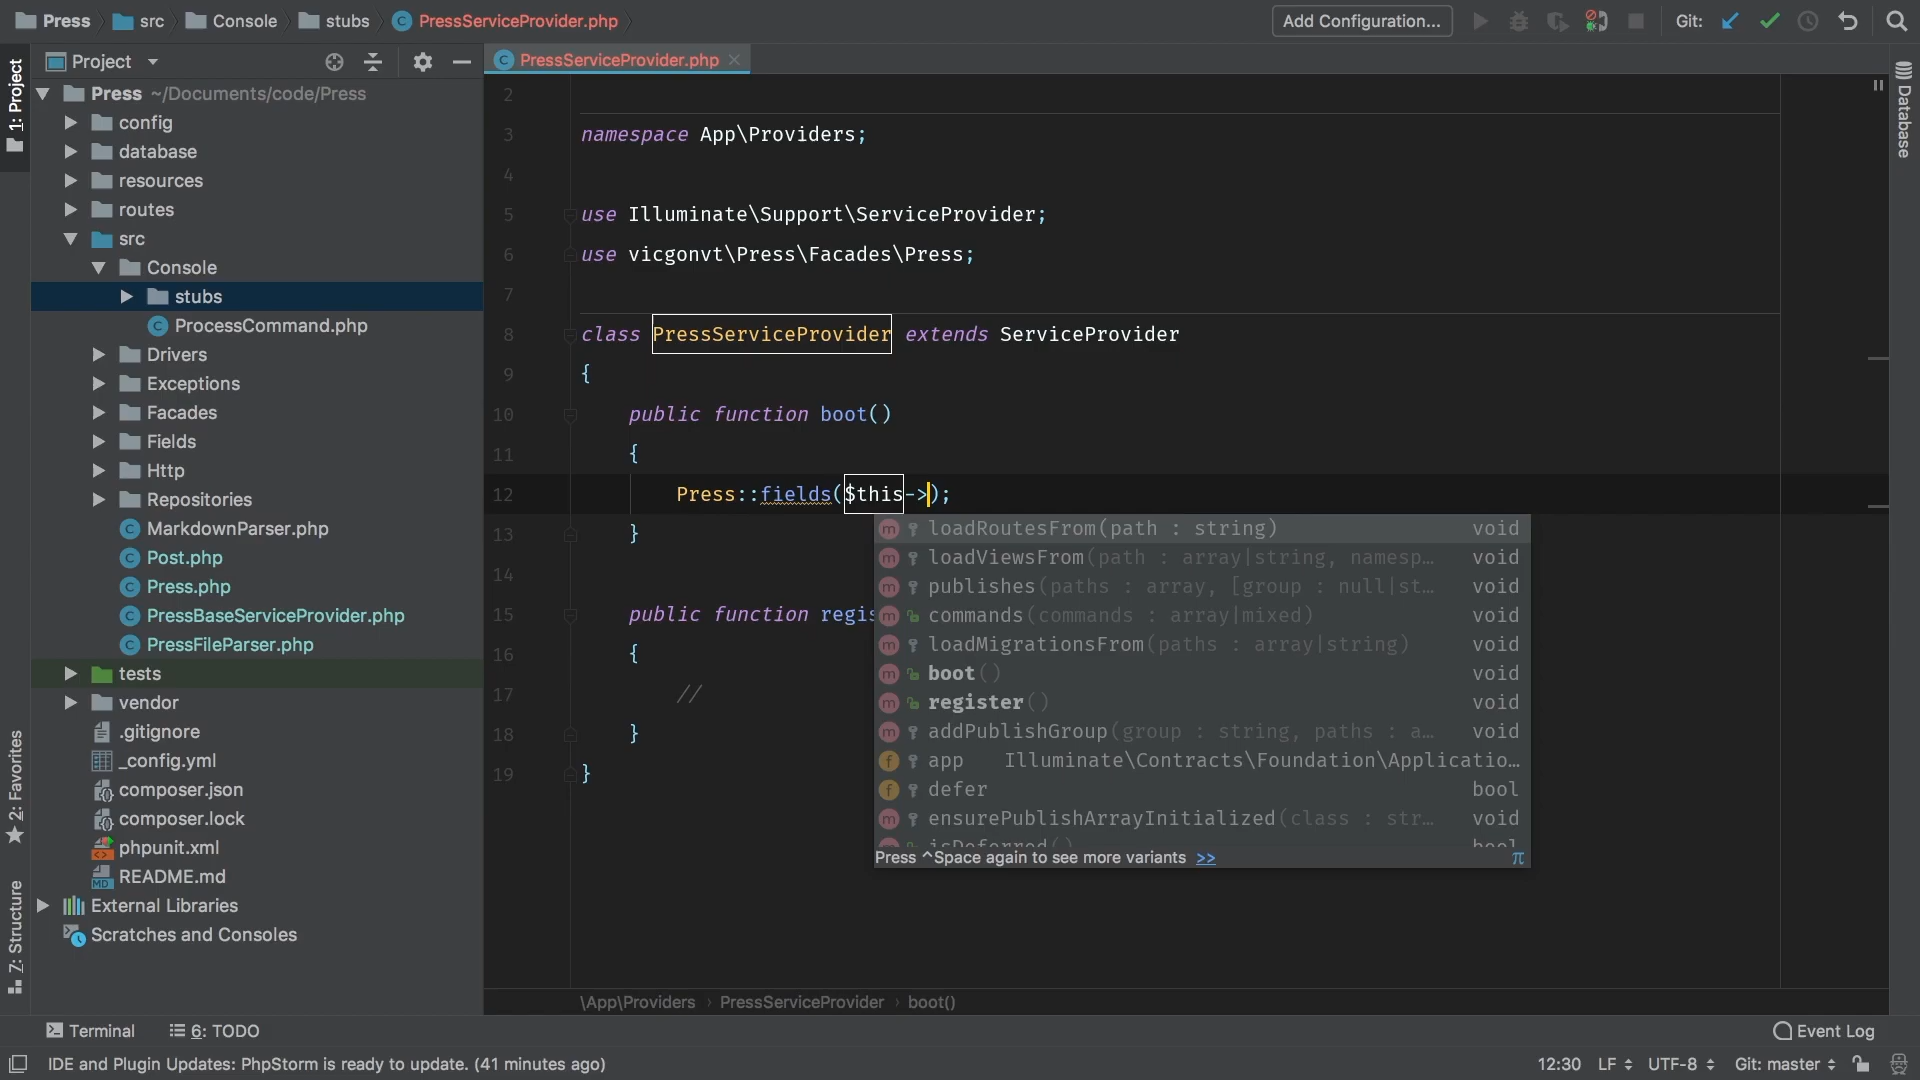 Press src Console stubs PressServiceProvider.php Add Configuration... Git:
1: Project
Project
PressServiceProvider.php
Database
Press ~/Documents/code/Press
config
database
resources
routes
src
Console
stubs
ProcessCommand.php
Drivers
Exceptions
Facades
Fields
Http
Repositories
MarkdownParser.php
Post.php
Press.php
PressBaseServiceProvider.php
PressFileParser.php
tests
vendor
.gitignore
_config.yml
composer.json
composer.lock
phpunit.xml
README.md
External Libraries
Scratches and Consoles
2: Favorites
Z: Structure
2
3 namespace App\Providers;
4
5 use Illuminate\Support\ServiceProvider;
6 use vicgonvt\Press\Facades\Press;
7
8 class PressServiceProvider extends ServiceProvider
9 {
10 public function boot()
11 {
12 Press::fields($this->);
13 }
14
15 public function regis
16 {
17 //
18 }
19 }
loadRoutesFrom(path : string) void
loadViewsFrom(path : array|string, namesp… void
publishes(paths : array, [group : null|st… void
commands(commands : array|mixed) void
loadMigrationsFrom(paths : array|string) void
boot() void
register() void
addPublishGroup(group : string, paths : a… void
app Illuminate\Contracts\Foundation\Applicatio…
defer bool
ensurePublishArrayInitialized(class : str… void
isDeferred() bool
Press ^Space again to see more variants >> π
\App\Providers › PressServiceProvider › boot()
Terminal 6: TODO Event Log
IDE and Plugin Updates: PhpStorm is ready to update. (41 minutes ago) 12:30 LF UTF-8 Git: master